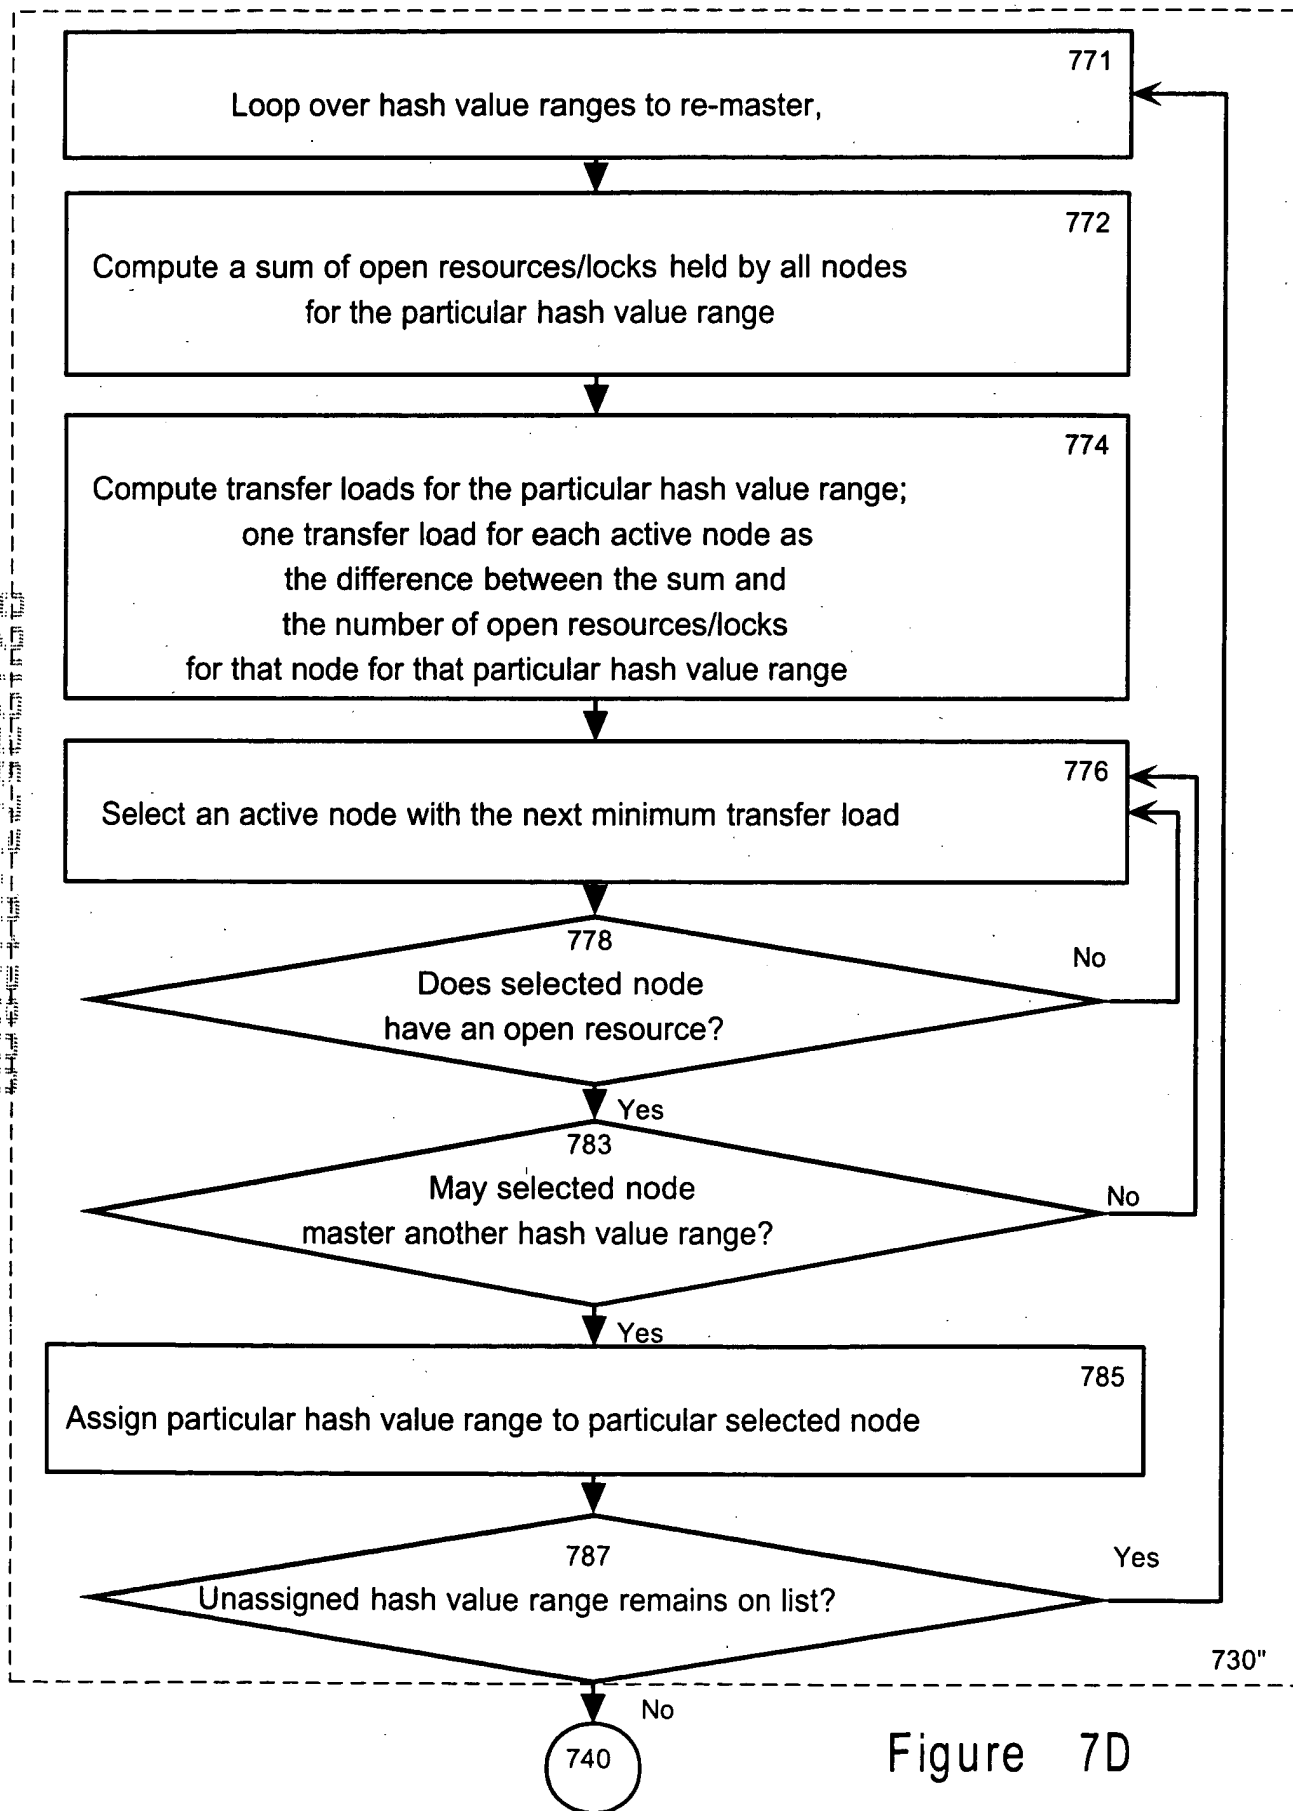 771
Loop over hash value ranges to re-master,
772
Compute a sum of open resources/locks held by all nodes
for the particular hash value range
774
Compute transfer loads for the particular hash value range;
one transfer load for each active node as
the difference between the sum and
the number of open resources/locks
for that node for that particular hash value range
776
Select an active node with the next minimum transfer load
778
No
Does selected node
have an open resource?
Yes
783
May selected node
No
master another hash value range?
Yes
785
Assign particular hash value range to particular selected node
787
Yes
Unassigned hash value range remains on list?
730"
No
740
Figure 7D